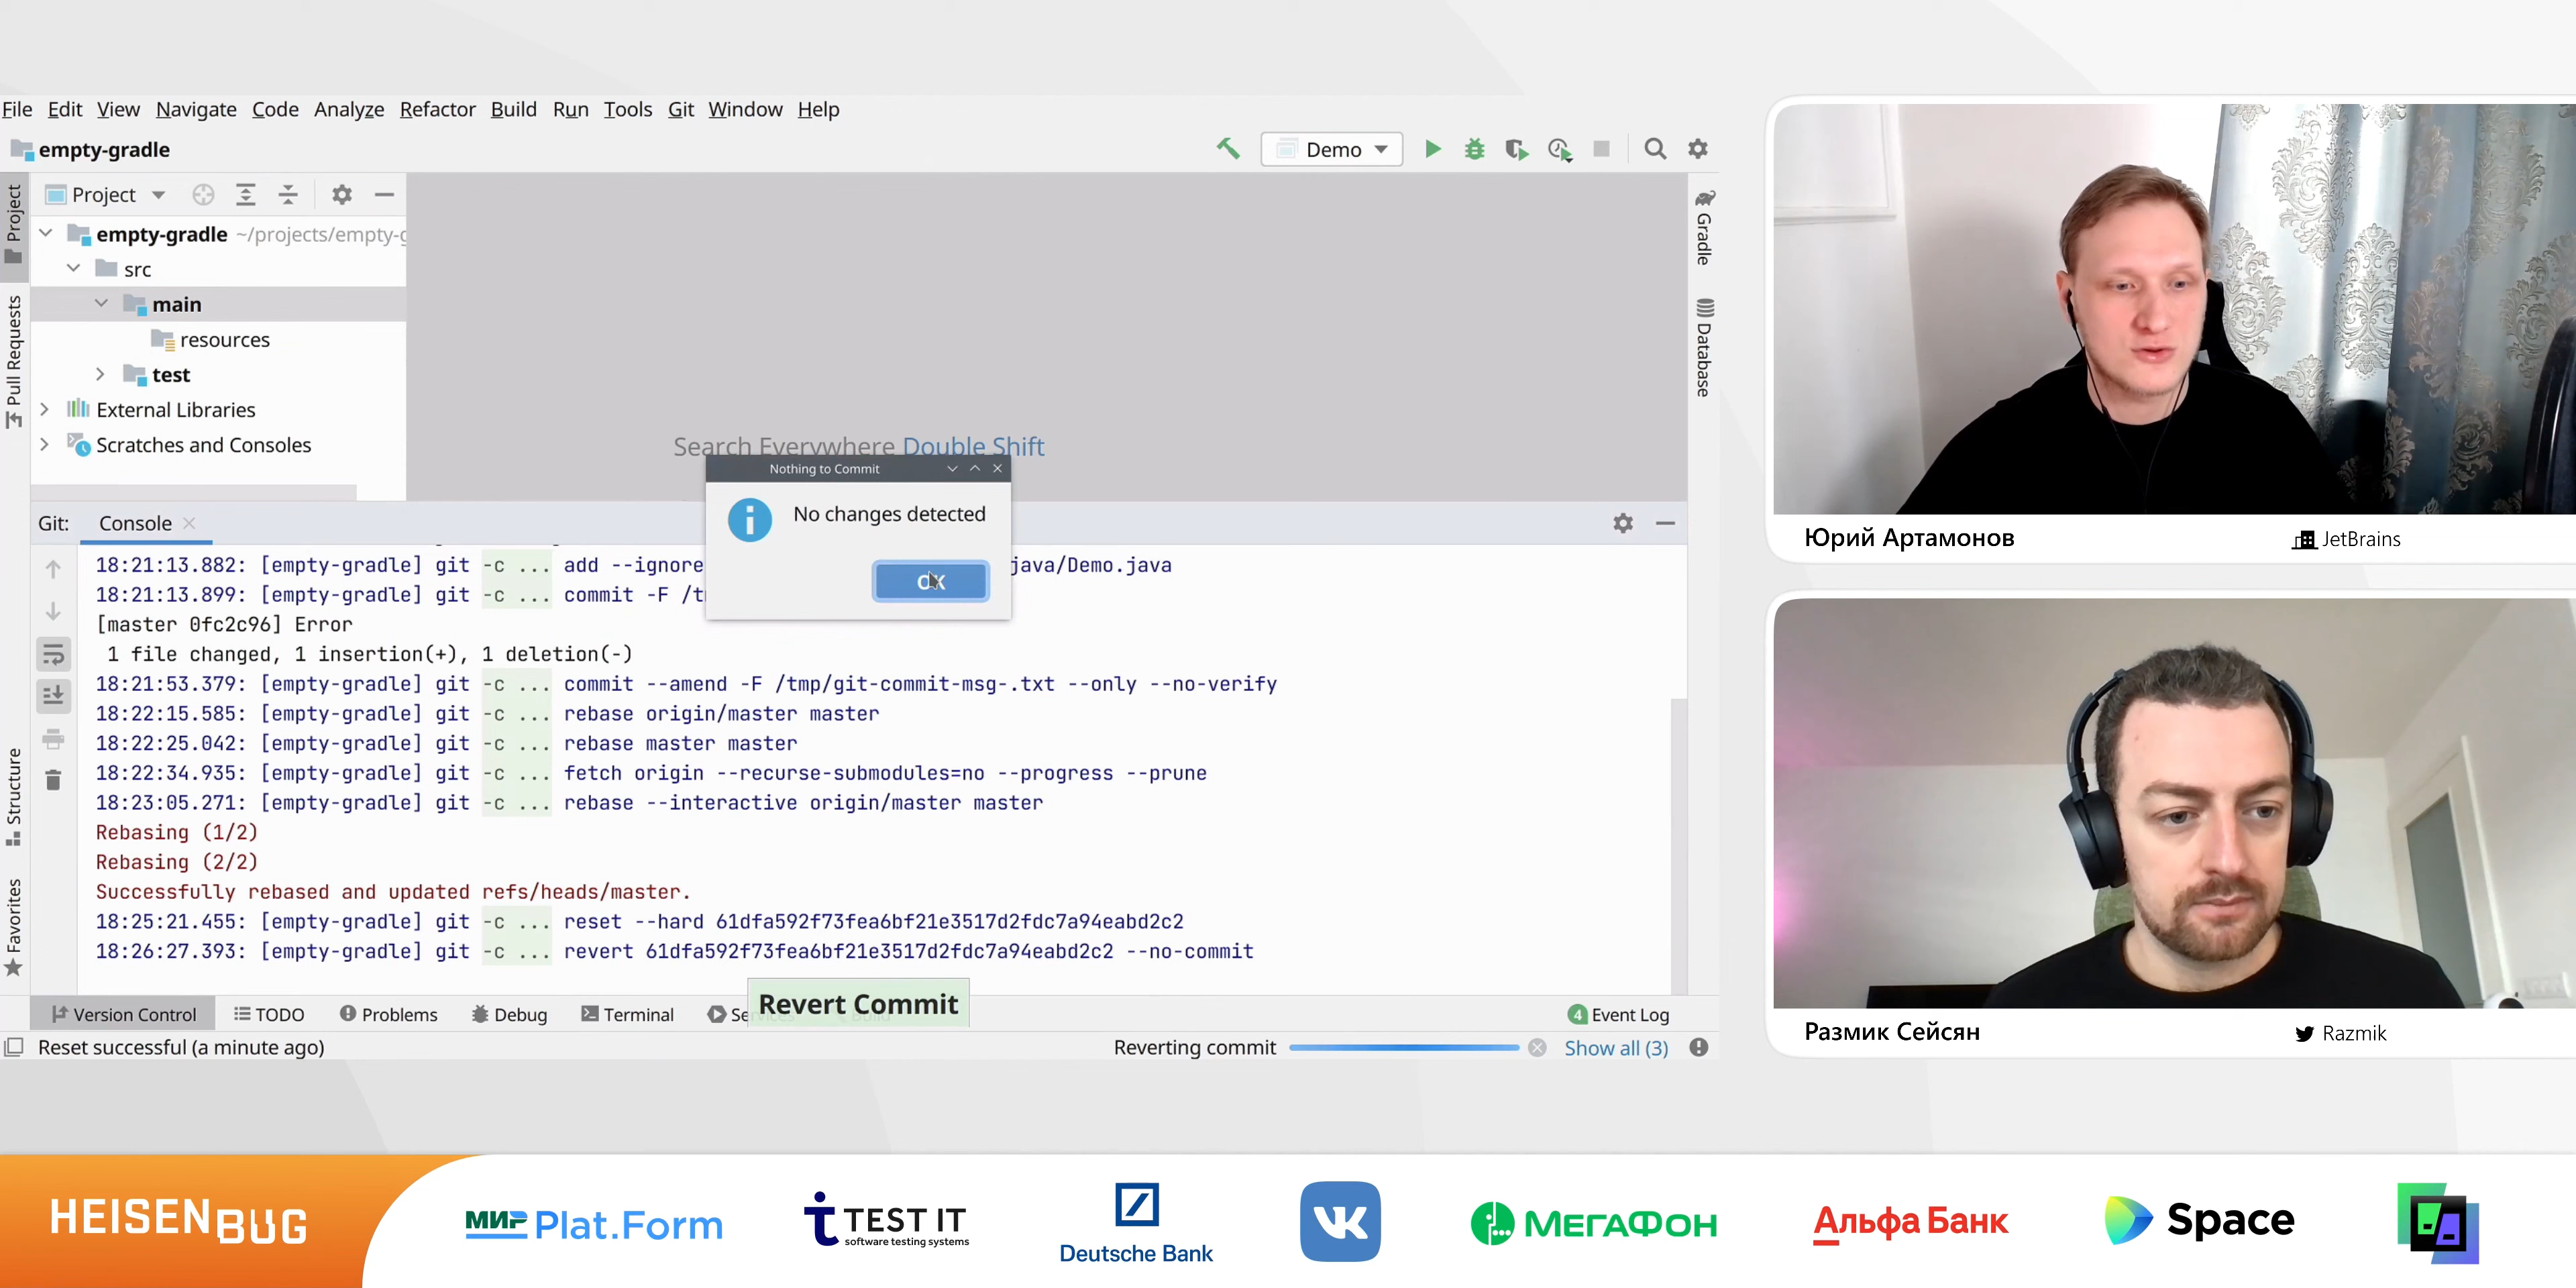 File Edit View Navigate Code Analyze Refactor Build Run Tools Git Window Help
empty-gradle
Demo
Project
Project
empty-gradle ~/projects/empty-g
src
main
resources
test
External Libraries
Scratches and Consoles
Pull Requests
Structure
Favorites
Gradle
Database
Search Everywhere Double Shift
Nothing to Commit
No changes detected
OK
Git: Console
18:21:13.882: [empty-gradle] git -c ... add --ignore java/Demo.java
18:21:13.899: [empty-gradle] git -c ... commit -F
[master 0fc2c96] Error
1 file changed, 1 insertion(+), 1 deletion(-)
18:21:53.379: [empty-gradle] git -c ... commit --amend -F /tmp/git-commit-msg-.txt --only --no-verify
18:22:15.585: [empty-gradle] git -c ... rebase origin/master master
18:22:25.042: [empty-gradle] git -c ... rebase master master
18:22:34.935: [empty-gradle] git -c ... fetch origin --recurse-submodules=no --progress --prune
18:23:05.271: [empty-gradle] git -c ... rebase --interactive origin/master master
Rebasing (1/2)
Rebasing (2/2)
Successfully rebased and updated refs/heads/master.
18:25:21.455: [empty-gradle] git -c ... reset --hard 61dfa592f73fea6bf21e3517d2fdc7a94eabd2c2
18:26:27.393: [empty-gradle] git -c ... revert 61dfa592f73fea6bf21e3517d2fdc7a94eabd2c2 --no-commit
Version Control TODO Problems Debug Terminal
Revert Commit
4 Event Log
Reset successful (a minute ago)
Reverting commit
Show all (3)
Юрий Артамонов JetBrains
Размик Сейсян Razmik
HEISENBUG
МИР Plat.Form
TEST IT
software testing systems
Deutsche Bank
VK
МЕГАФОН
Альфа Банк
Space